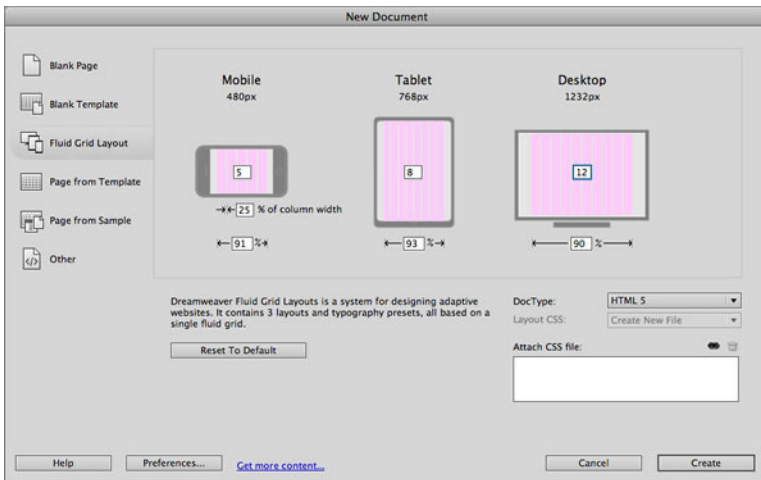 New Document
Blank Page
Blank Template
Fluid Grid Layout
Page from Template
Page from Sample
Other
Mobile
480px
5
25 % of column width
91 %
Tablet
768px
8
93 %
Desktop
1232px
12
90 %
Dreamweaver Fluid Grid Layouts is a system for designing adaptive
websites. It contains 3 layouts and typography presets, all based on a
single fluid grid.
Reset To Default
DocType: HTML 5
Layout CSS: Create New File
Attach CSS file:
Help
Preferences...
Get more content...
Cancel
Create